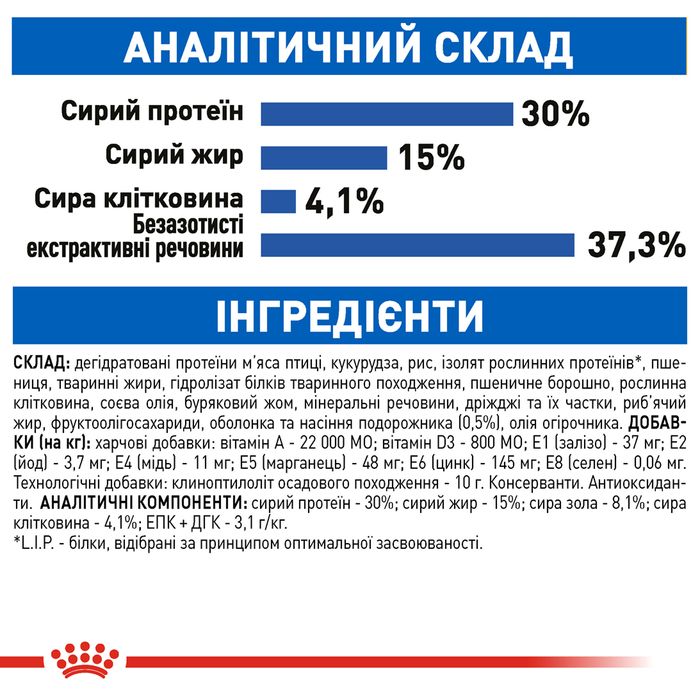 АНАЛІТИЧНИЙ СКЛАД
Сирий протеїн 30%
Сирий жир 15%
Сира клітковина 4,1%
Безазотисті
екстрактивні речовини 37,3%
ІНГРЕДІЄНТИ
СКЛАД: дегідратовані протеїни м’яса птиці, кукурудза, рис, ізолят рослинних протеїнів*, пше-
ниця, тваринні жири, гідролізат білків тваринного походження, пшеничне борошно, рослинна
клітковина, соєва олія, буряковий жом, мінеральні речовини, дріжджі та їх частки, риб’ячий
жир, фруктоолігосахариди, оболонка та насіння подорожника (0,5%), олія огірочника. ДОБАВ-
КИ (на кг): харчові добавки: вітамін А - 22 000 МО; вітамін D3 - 800 МО; Е1 (залізо) - 37 мг; Е2
(йод) - 3,7 мг; Е4 (мідь) - 11 мг; Е5 (марганець) - 48 мг; Е6 (цинк) - 145 мг; Е8 (селен) - 0,06 мг.
Технологічні добавки: клиноптилоліт осадового походження - 10 г. Консерванти. Антиоксидан-
ти. АНАЛІТИЧНІ КОМПОНЕНТИ: сирий протеїн - 30%; сирий жир - 15%; сира зола - 8,1%; сира
клітковина - 4,1%; ЕПК + ДГК - 3,1 г/кг.
*L.I.P. - білки, відібрані за принципом оптимальної засвоюваності.